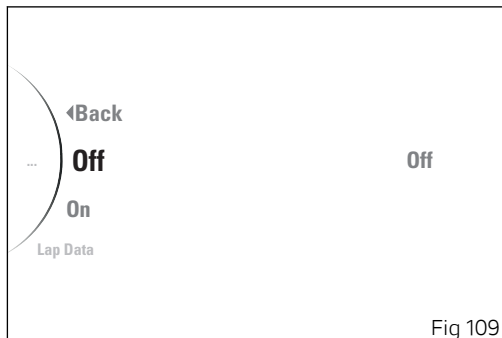 ◀Back
... Off Off
On
Lap Data
Fig 109